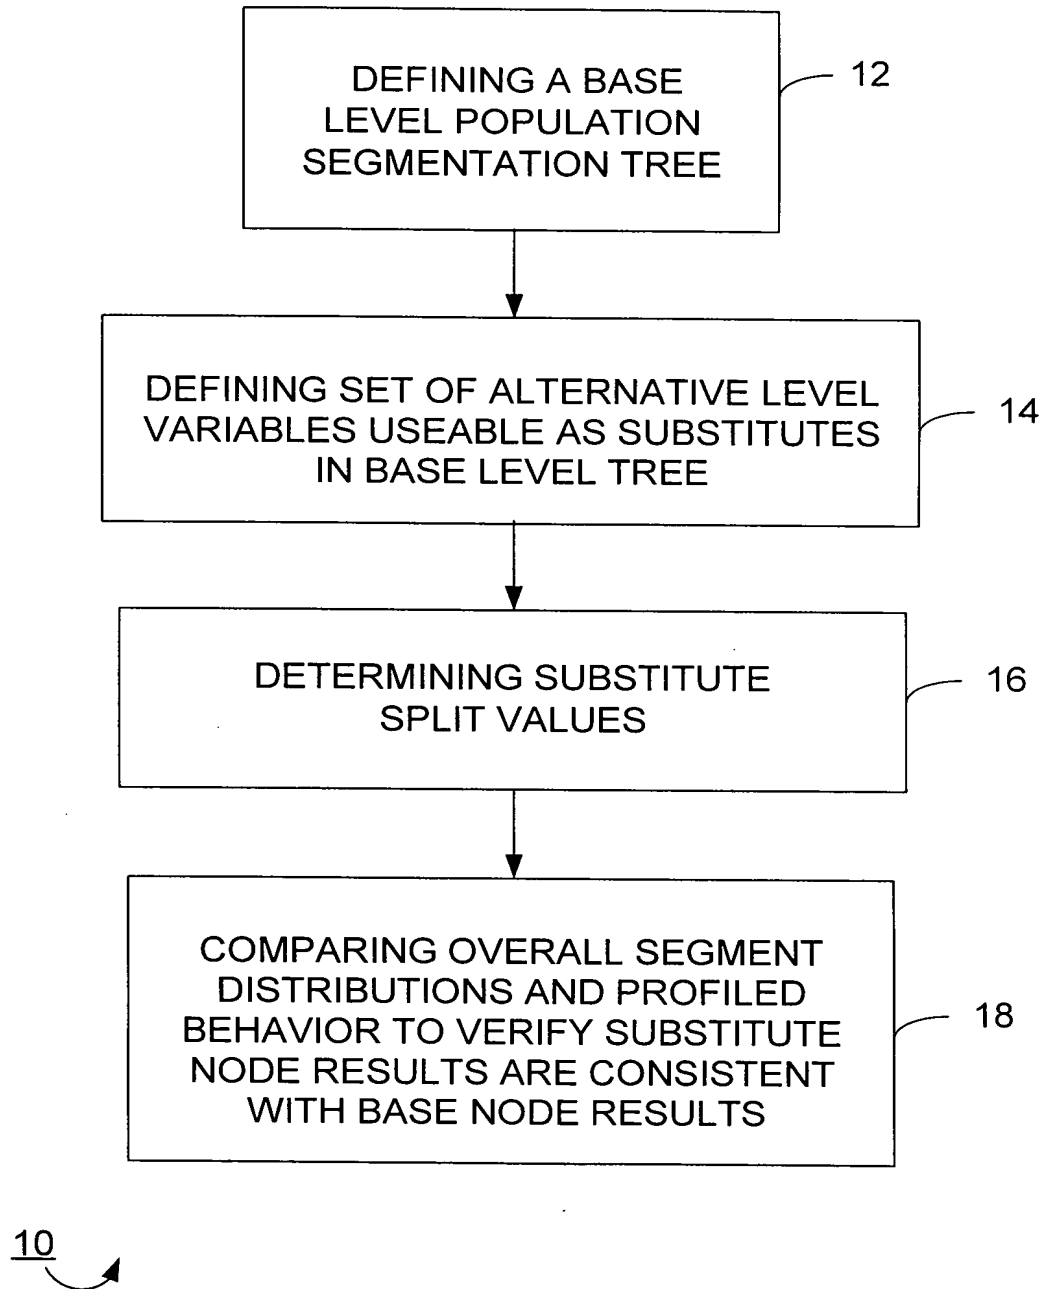 DEFINING A BASE
LEVEL POPULATION
SEGMENTATION TREE
12
DEFINING SET OF ALTERNATIVE LEVEL
VARIABLES USEABLE AS SUBSTITUTES
IN BASE LEVEL TREE
14
DETERMINING SUBSTITUTE
SPLIT VALUES
16
COMPARING OVERALL SEGMENT
DISTRIBUTIONS AND PROFILED
BEHAVIOR TO VERIFY SUBSTITUTE
NODE RESULTS ARE CONSISTENT
WITH BASE NODE RESULTS
18
10